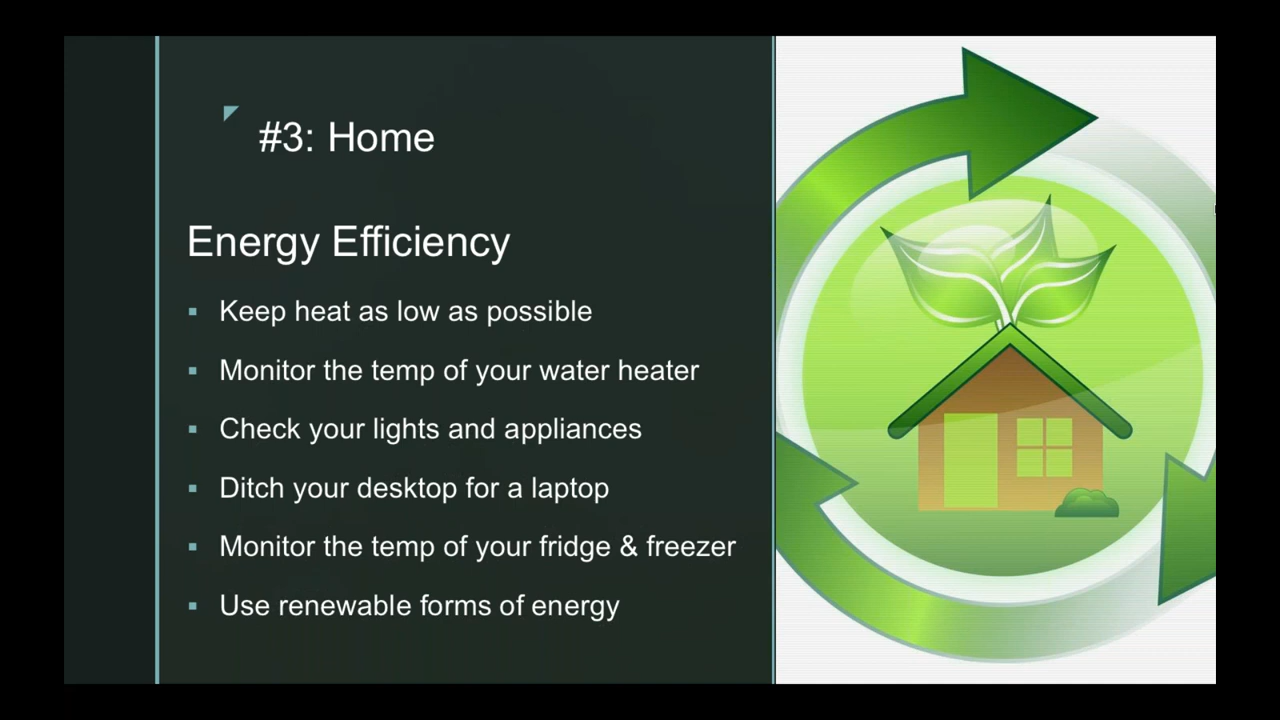 #3: Home
Energy Efficiency
▪ Keep heat as low as possible
▪ Monitor the temp of your water heater
▪ Check your lights and appliances
▪ Ditch your desktop for a laptop
▪ Monitor the temp of your fridge & freezer
▪ Use renewable forms of energy